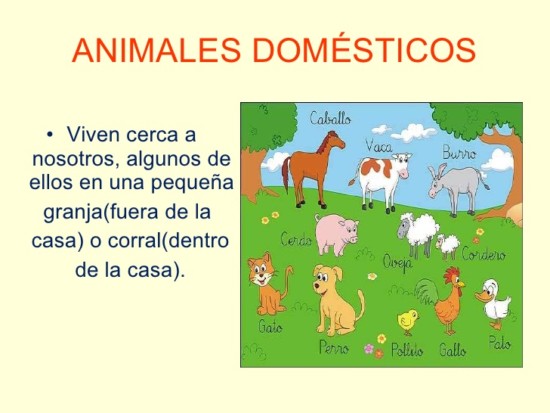 ANIMALES DOMÉSTICOS
• Viven cerca a
nosotros, algunos de
ellos en una pequeña
granja(fuera de la
casa) o corral(dentro
de la casa).
Caballo
Vaca
Burro
Cerdo
Oveja
Cordero
Gato
Perro
Pollito
Gallo
Pato